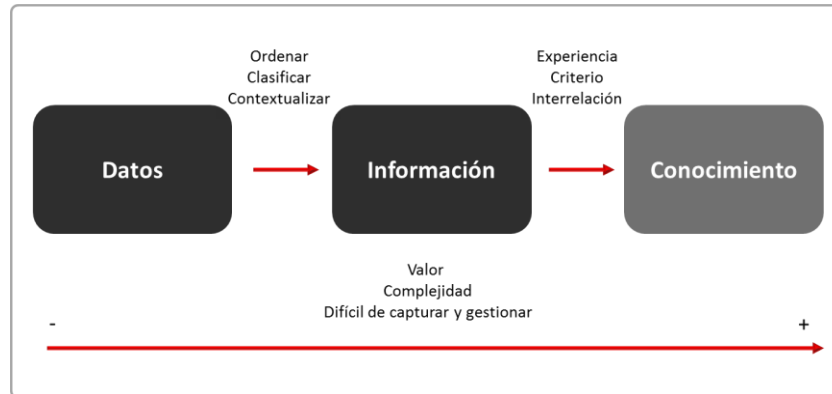 Ordenar
Clasificar
Contextualizar
Experiencia
Criterio
Interrelación
Datos
Información
Conocimiento
Valor
Complejidad
Difícil de capturar y gestionar
-
+